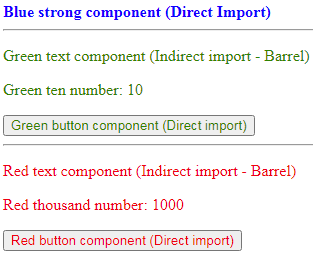 Blue strong component (Direct Import)
Green text component (Indirect import - Barrel)
Green ten number: 10
Green button component (Direct import)
Red text component (Indirect import - Barrel)
Red thousand number: 1000
Red button component (Direct import)